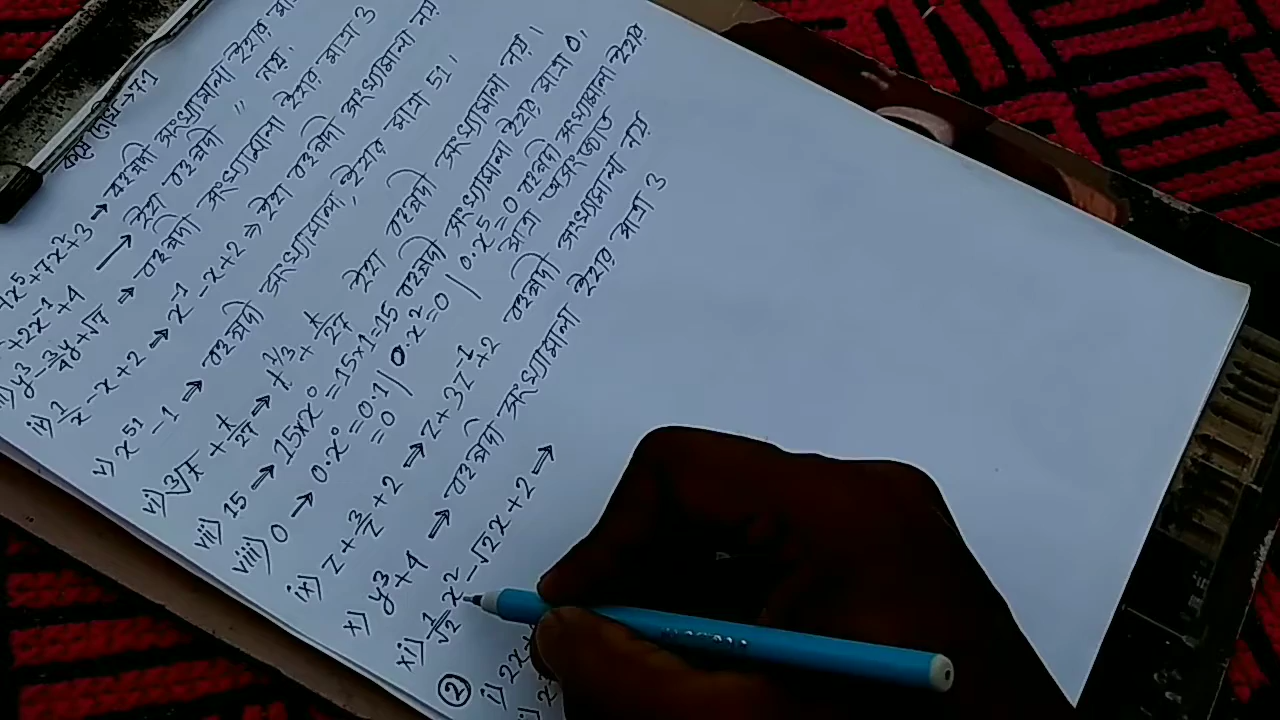 কষে দেখি→7.1
4x⁵+7x²+3 → বহুপদী সংখ্যামালা ইহার
+2x⁻¹+4 → ইহা বহুপদী " নয়।
y³-3/4y+√7 ⇒ বহুপদী সংখ্যামালা ইহার মাত্রা 3
iv) 1/x-x+2 ⇒ x⁻¹-x+2 ⇒ ইহা বহুপদী সংখ্যামালা নয়
v) x⁵¹-1 ⇒ বহুপদী সংখ্যামালা, ইহার মাত্রা 51।
vi) ³√t+t/27 → t^1/3+t/27 ইহা বহুপদী সংখ্যামালা নয়।
vii) 15 → 15×x⁰=15×1=15 বহুপদী সংখ্যামালা ইহার মাত্রা 0,
viii) 0 → 0·x⁰=0·1 | 0·x²=0 | 0·x⁵=0 বহুপদী সংখ্যামালা ইহার
=0 মাত্রা অসংজ্ঞাত
ix) z+3/z+2 ⇒ z+3z⁻¹+2 বহুপদী সংখ্যামালা নয়
x) y³+4 ⇒ বহুপদী সংখ্যামালা ইহার মাত্রা 3
xi) 1/√2 x²-√2x+2 ⇒
② i) 2x+